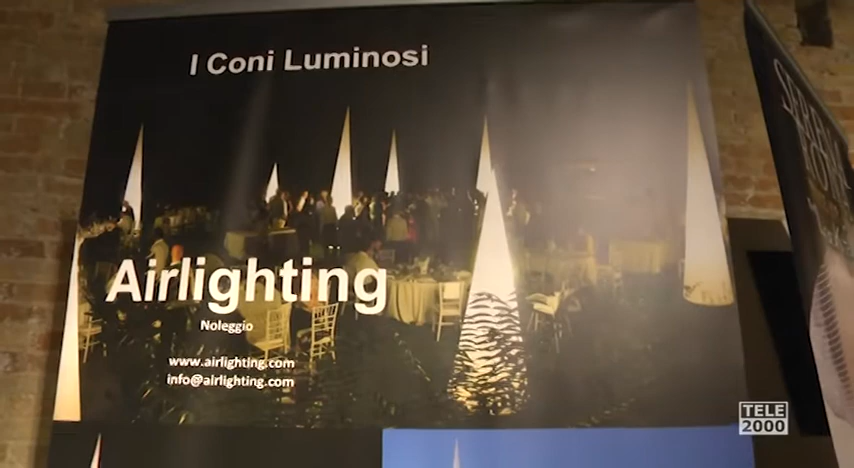 I Coni Luminosi
Airlighting
Noleggio
www.airlighting.com
info@airlighting.com
TELE
2000